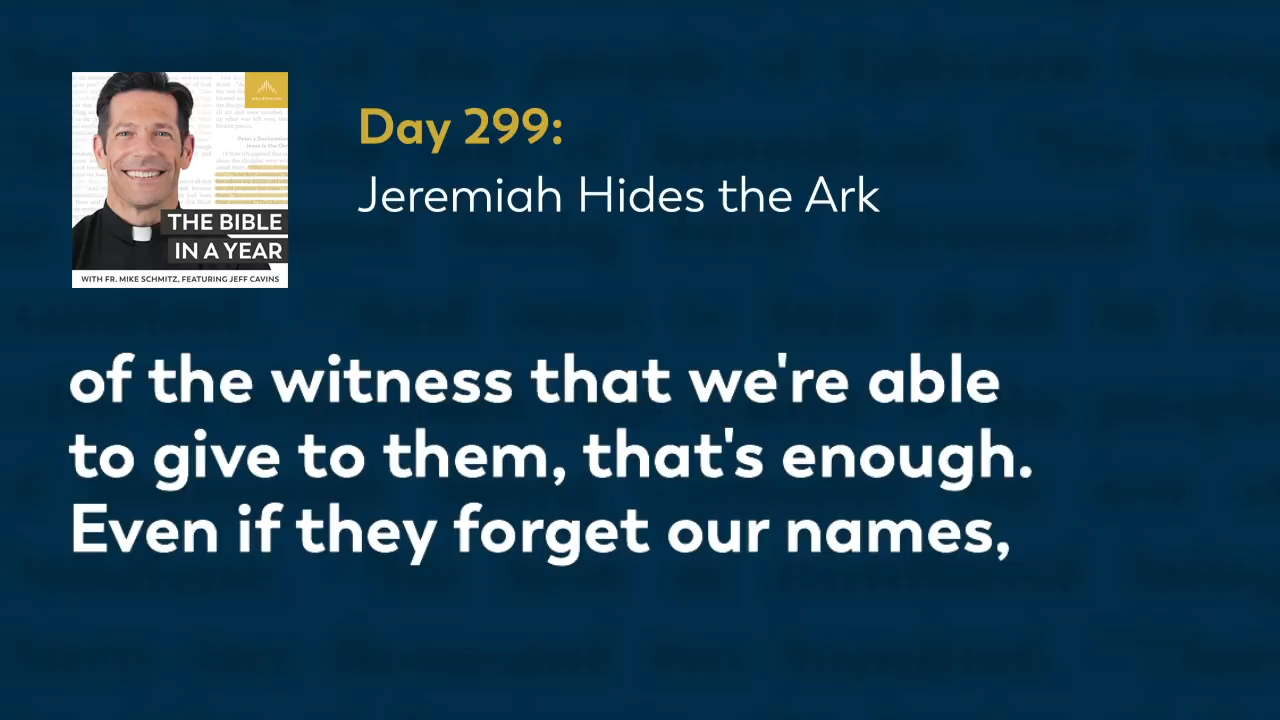 THE BIBLE
IN A YEAR
WITH FR. MIKE SCHMITZ, FEATURING JEFF CAVINS
Day 299:
Jeremiah Hides the Ark
of the witness that we're able
to give to them, that's enough.
Even if they forget our names,